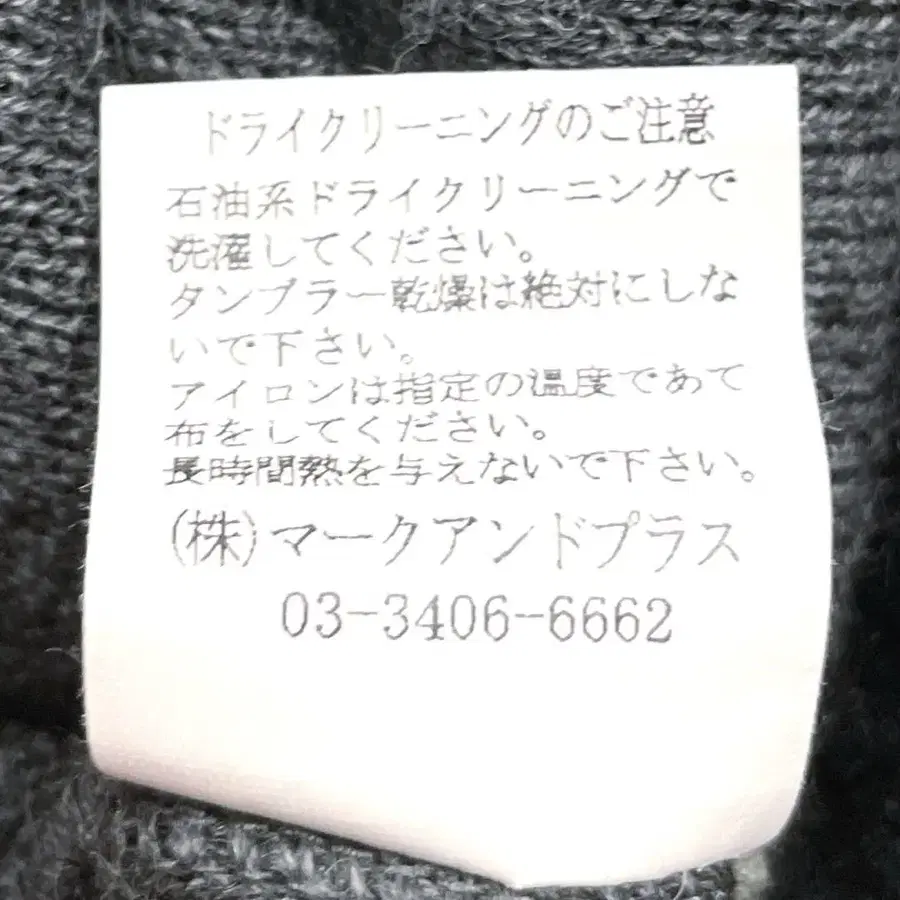 ドライクリーニングのご注意
石油系ドライクリーニングで
洗濯してください。
タンブラー乾燥は絶対にしな
いで下さい。
アイロンは指定の温度であて
布をしてください。
長時間熱を与えないで下さい。
(株)マークアンドプラス
03-3406-6662